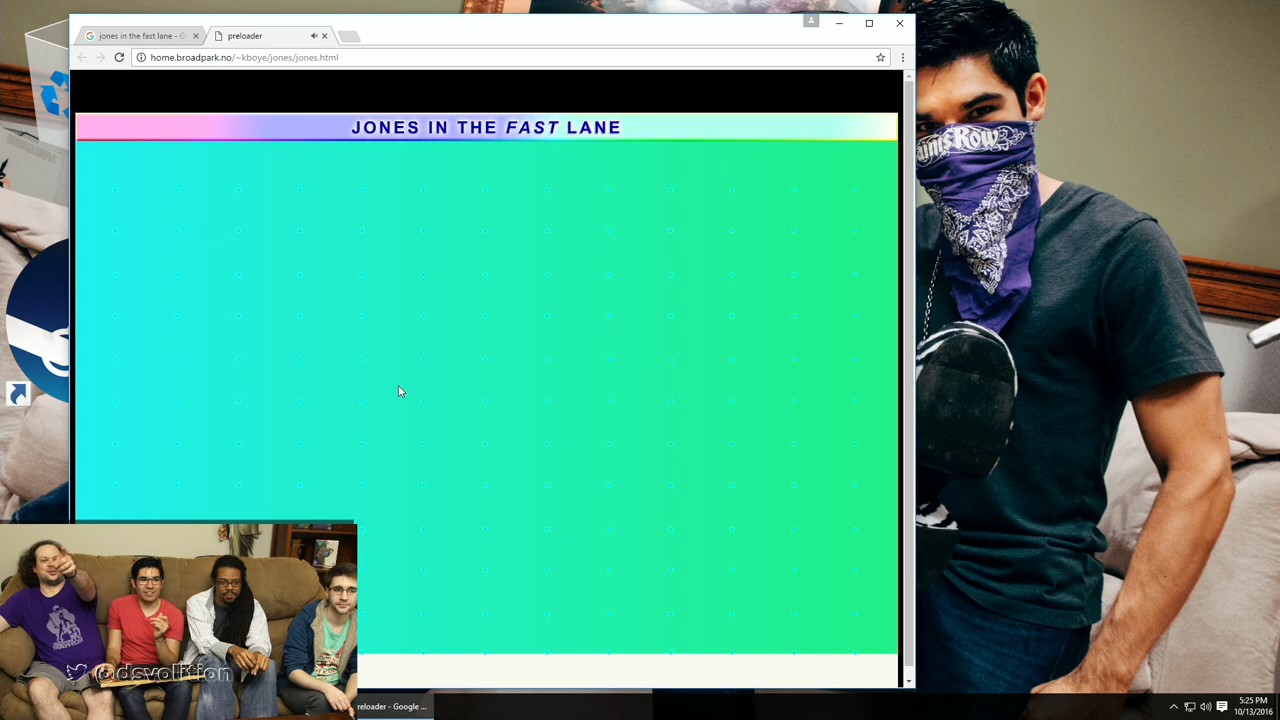 jones in the fast lane - G
preloader
home.broadpark.no/~kboye/jones/jones.html
JONES IN THE FAST LANE
SaintsRow
@dsvolition
reloader - Google ...
5:25 PM
10/13/2016